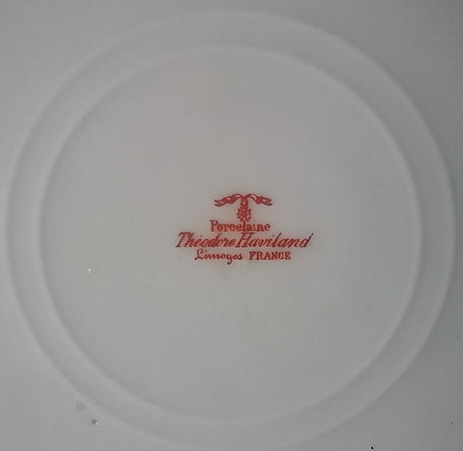 Porcelaine
Théodore Haviland
Limoges FRANCE